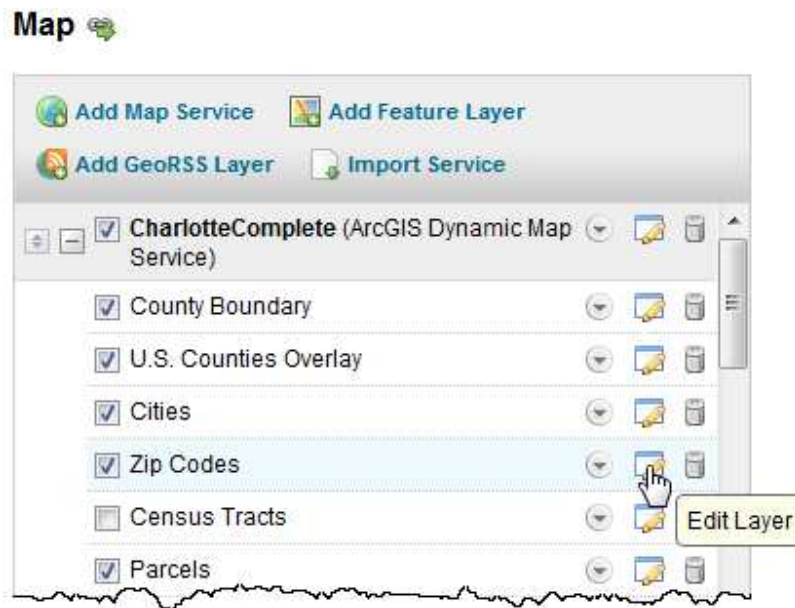 Map
Add Map Service
Add Feature Layer
Add GeoRSS Layer
Import Service
CharlotteComplete (ArcGIS Dynamic Map
Service)
County Boundary
U.S. Counties Overlay
Cities
Zip Codes
Census Tracts
Edit Layer
Parcels